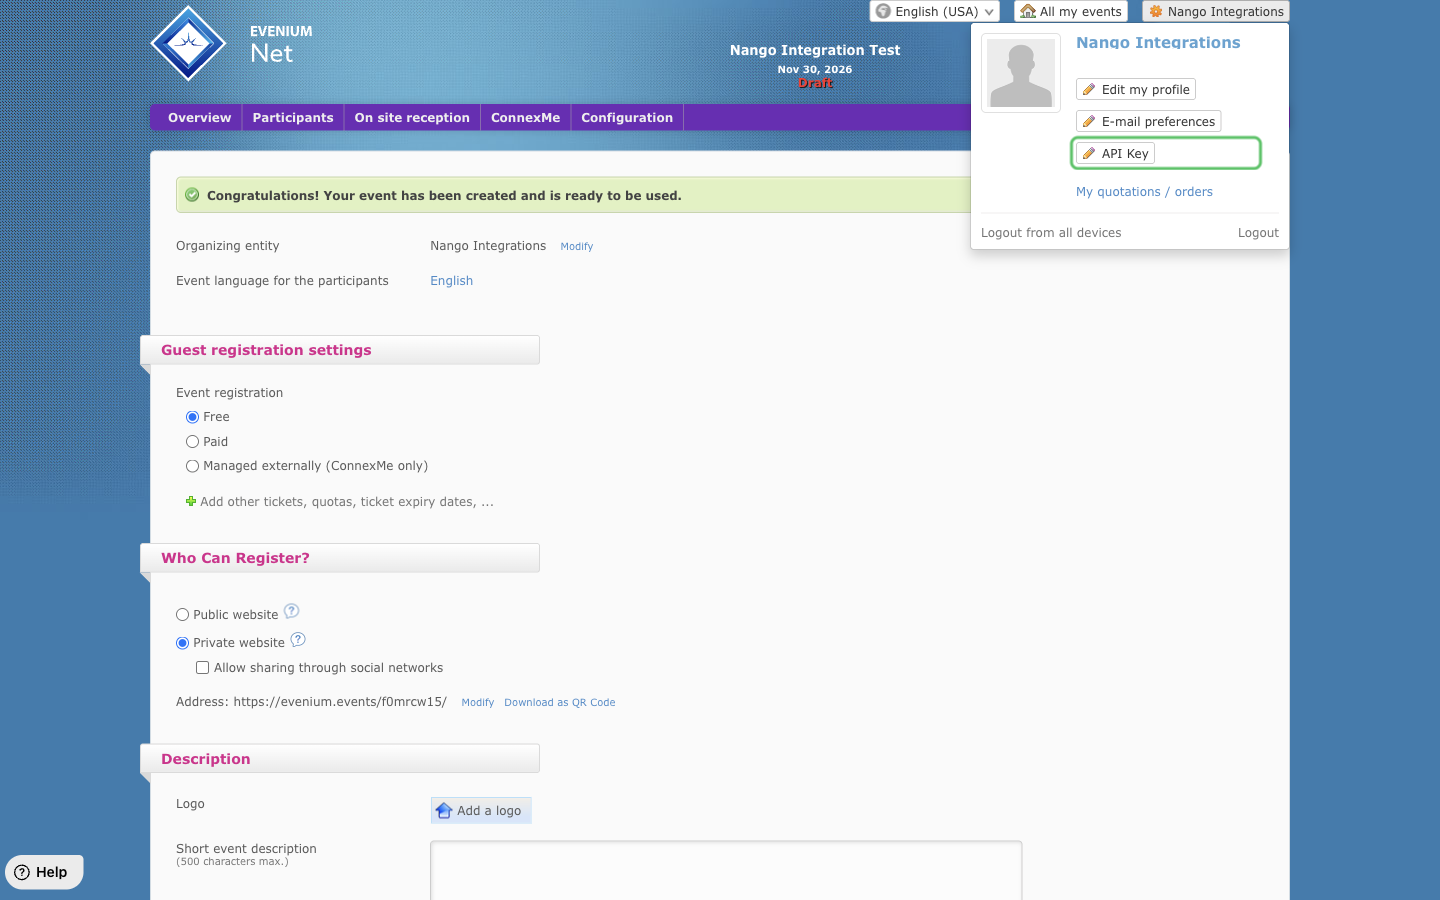 English (USA)
All my events
Nango Integrations
EVENIUM
Net
Nango Integration Test
Nov 30, 2026
Draft
Nango Integrations
Edit my profile
E-mail preferences
API Key
My quotations / orders
Logout from all devices
Logout
Overview
Participants
On site reception
ConnexMe
Configuration
Congratulations! Your event has been created and is ready to be used.
Organizing entity
Nango Integrations Modify
Event language for the participants
English
Guest registration settings
Event registration
Free
Paid
Managed externally (ConnexMe only)
Add other tickets, quotas, ticket expiry dates, ...
Who Can Register?
Public website ?
Private website ?
Allow sharing through social networks
Address: https://evenium.events/f0mrcw15/ Modify Download as QR Code
Description
Logo
Add a logo
Short event description
(500 characters max.)
? Help